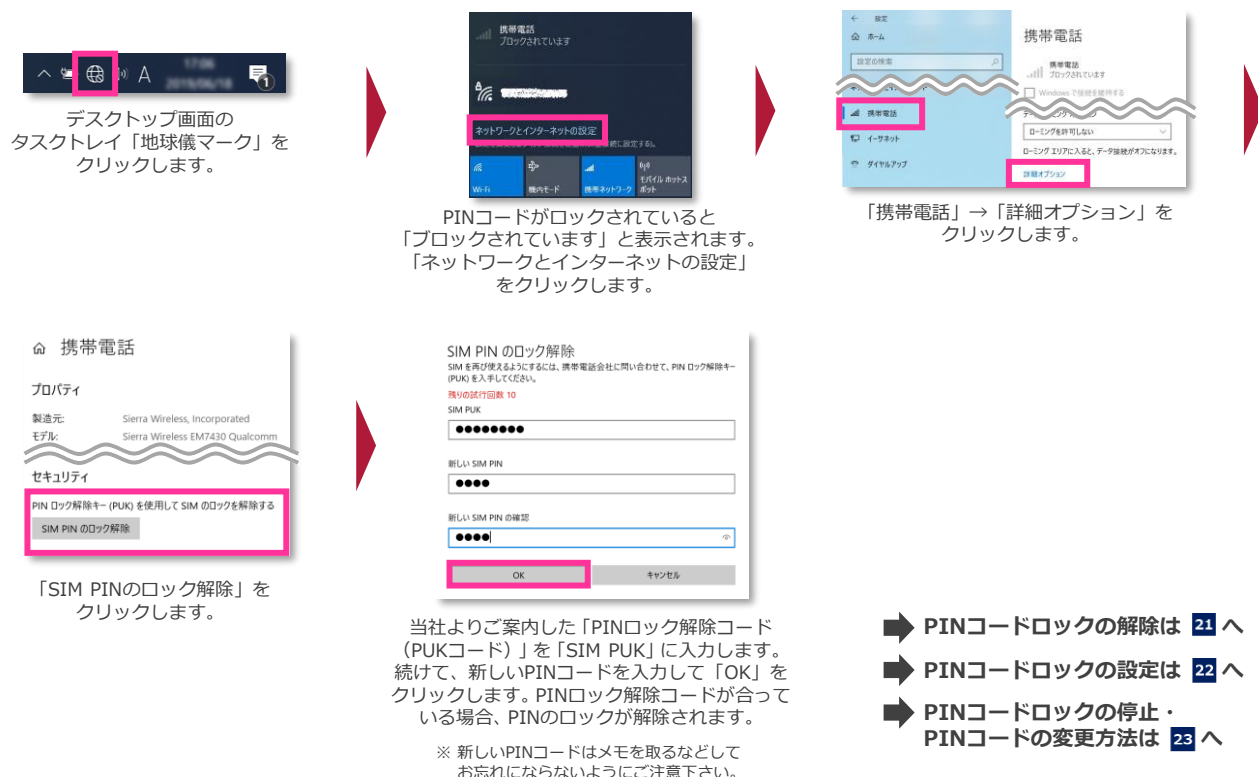 A
17:06
2019/06/18
1
デスクトップ画面の
タスクトレイ「地球儀マーク」を
クリックします。
携帯電話
ブロックされています
ネットワークとインターネットの設定
Wi-Fi
機内モード
携帯ネットワーク
モバイル ホットス
ポット
PINコードがロックされていると
「ブロックされています」と表示されます。
「ネットワークとインターネットの設定」
をクリックします。
← 設定
ホーム
設定の検索
携帯電話
イーサネット
ダイヤルアップ
携帯電話
携帯電話
ブロックされています
Windows で接続を維持する
ローミングを許可しない
ローミング エリアに入ると、データ接続がオフになります。
詳細オプション
「携帯電話」→「詳細オプション」を
クリックします。
携帯電話
プロパティ
製造元: Sierra Wireless, Incorporated
モデル: Sierra Wireless EM7430 Qualcomm
セキュリティ
PIN ロック解除キー (PUK) を使用して SIM のロックを解除する
SIM PIN のロック解除
「SIM PINのロック解除」を
クリックします。
SIM PIN のロック解除
SIM を再び使えるようにするには、携帯電話会社に問い合わせて、PIN ロック解除キー
(PUK) を入手してください。
残りの試行回数 10
SIM PUK
●●●●●●●●
新しい SIM PIN
●●●●
新しい SIM PIN の確認
●●●●
OK
キャンセル
当社よりご案内した「PINロック解除コード
(PUKコード)」を「SIM PUK」に入力します。
続けて、新しいPINコードを入力して「OK」を
クリックします。PINロック解除コードが合って
いる場合、PINのロックが解除されます。
※ 新しいPINコードはメモを取るなどして
お忘れにならないようにご注意下さい。
PINコードロックの解除は 21 へ
PINコードロックの設定は 22 へ
PINコードロックの停止・
PINコードの変更方法は 23 へ